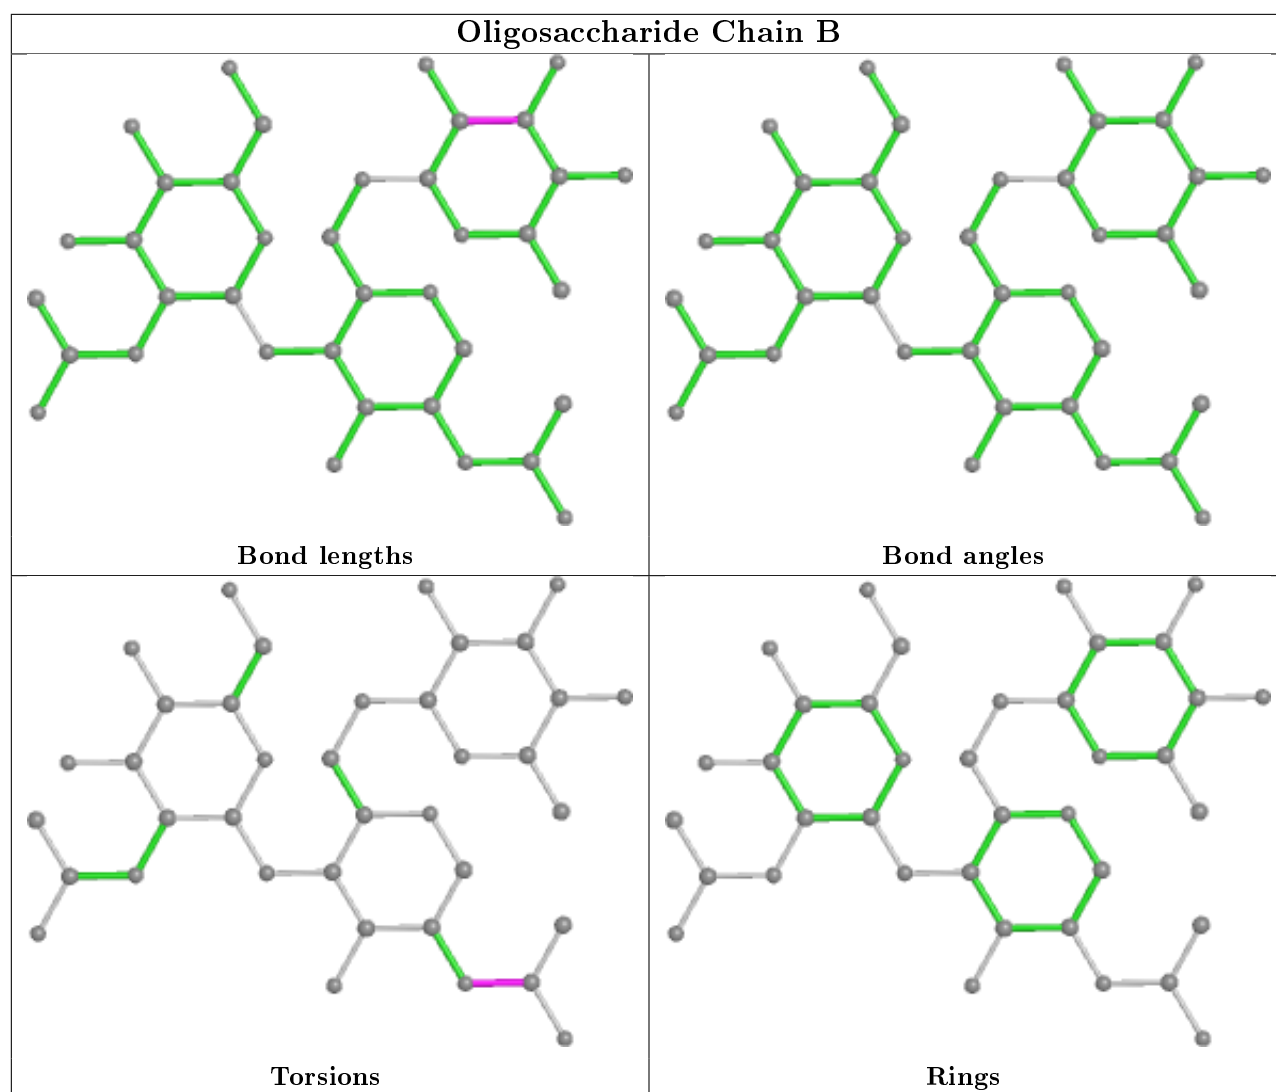 Oligosaccharide Chain B
Bond lengths
Bond angles
Torsions
Rings